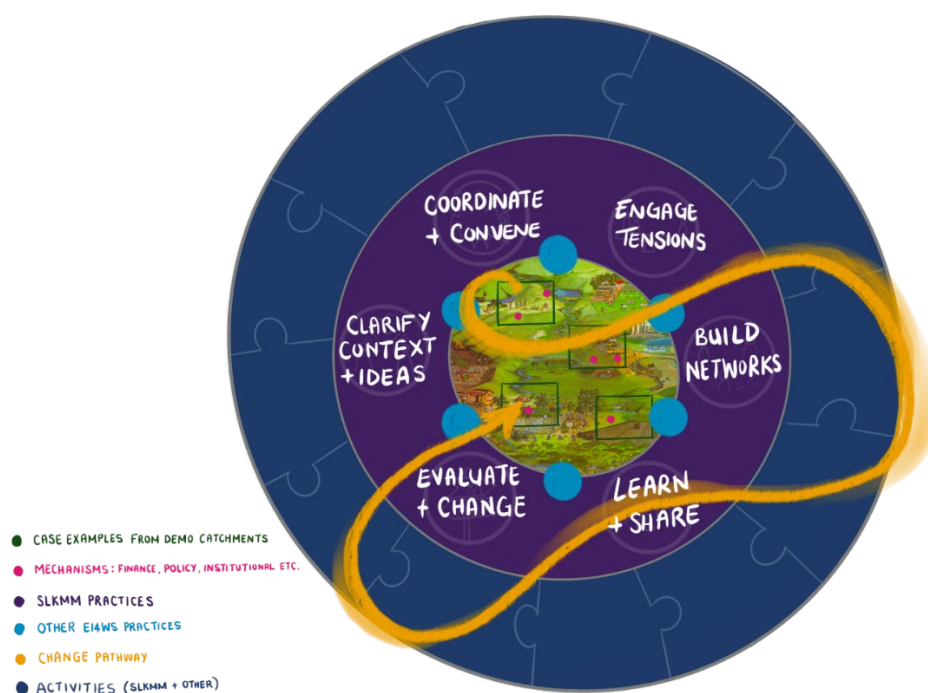 COORDINATE
+ CONVENE
ENGAGE
TENSIONS
CLARIFY
CONTEXT
+ IDEAS
BUILD
NETWORKS
EVALUATE
+ CHANGE
LEARN
+ SHARE
CASE EXAMPLES FROM DEMO CATCHMENTS
MECHANISMS: FINANCE, POLICY, INSTITUTIONAL ETC.
SLKMM PRACTICES
OTHER EI4WS PRACTICES
CHANGE PATHWAY
ACTIVITIES (SLKMM + OTHER)